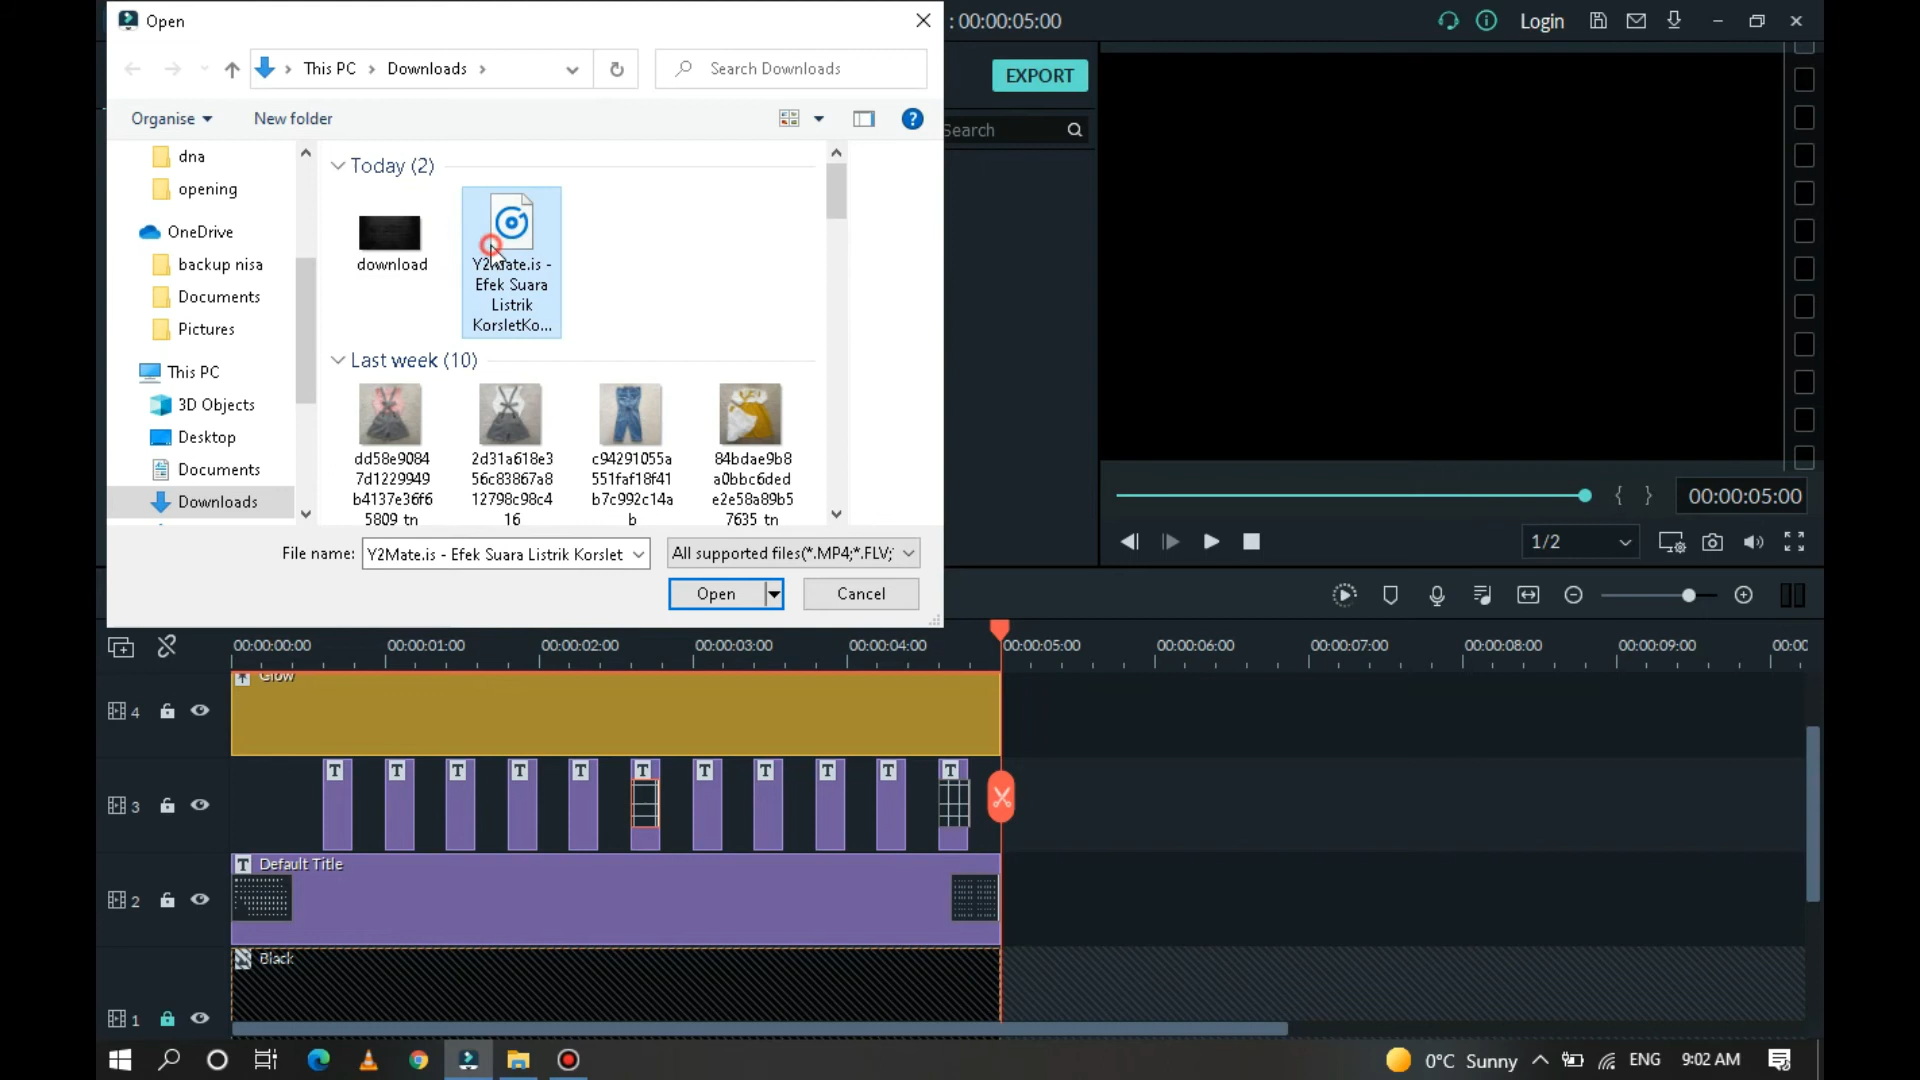 Open
: 00:00:05:00
Login
This PC
Downloads
Search Downloads
EXPORT
Organise
New folder
Search
dna
opening
OneDrive
backup nisa
Documents
Pictures
This PC
3D Objects
Desktop
Documents
Downloads
Today (2)
download
Y2Mate.is -
Efek Suara
Listrik
KorsletKo...
Last week (10)
dd58e9084
7d1229949
b4137e36f6
5809 tn
2d31a618e3
56c83867a8
12798c98c4
16
c94291055a
551faf18f41
b7c992c14a
b
84bdae9b8
a0bbc6ded
e2e58a89b5
7635 tn
File name:
Y2Mate.is - Efek Suara Listrik Korslet
All supported files(*.MP4;*.FLV;
Open
Cancel
00:00:05:00
1/2
00:00:00:00
00:00:01:00
00:00:02:00
00:00:03:00
00:00:04:00
00:00:05:00
00:00:06:00
00:00:07:00
00:00:08:00
00:00:09:00
00:00
4
Glow
3
T
T
T
T
T
T
T
T
T
T
T
2
T
Default Title
1
Black
0°C Sunny
ENG
9:02 AM